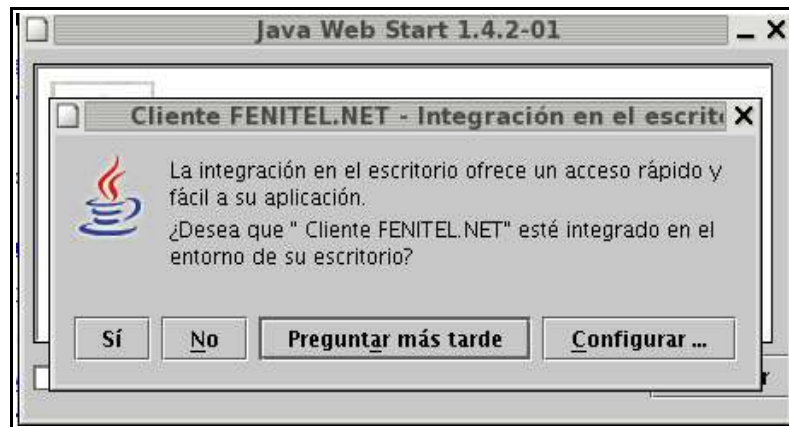 Java Web Start 1.4.2-01
Cliente FENITEL.NET - Integración en el escrito
La integración en el escritorio ofrece un acceso rápido y
fácil a su aplicación.
¿Desea que " Cliente FENITEL.NET" esté integrado en el
entorno de su escritorio?
Sí No Preguntar más tarde Configurar ...